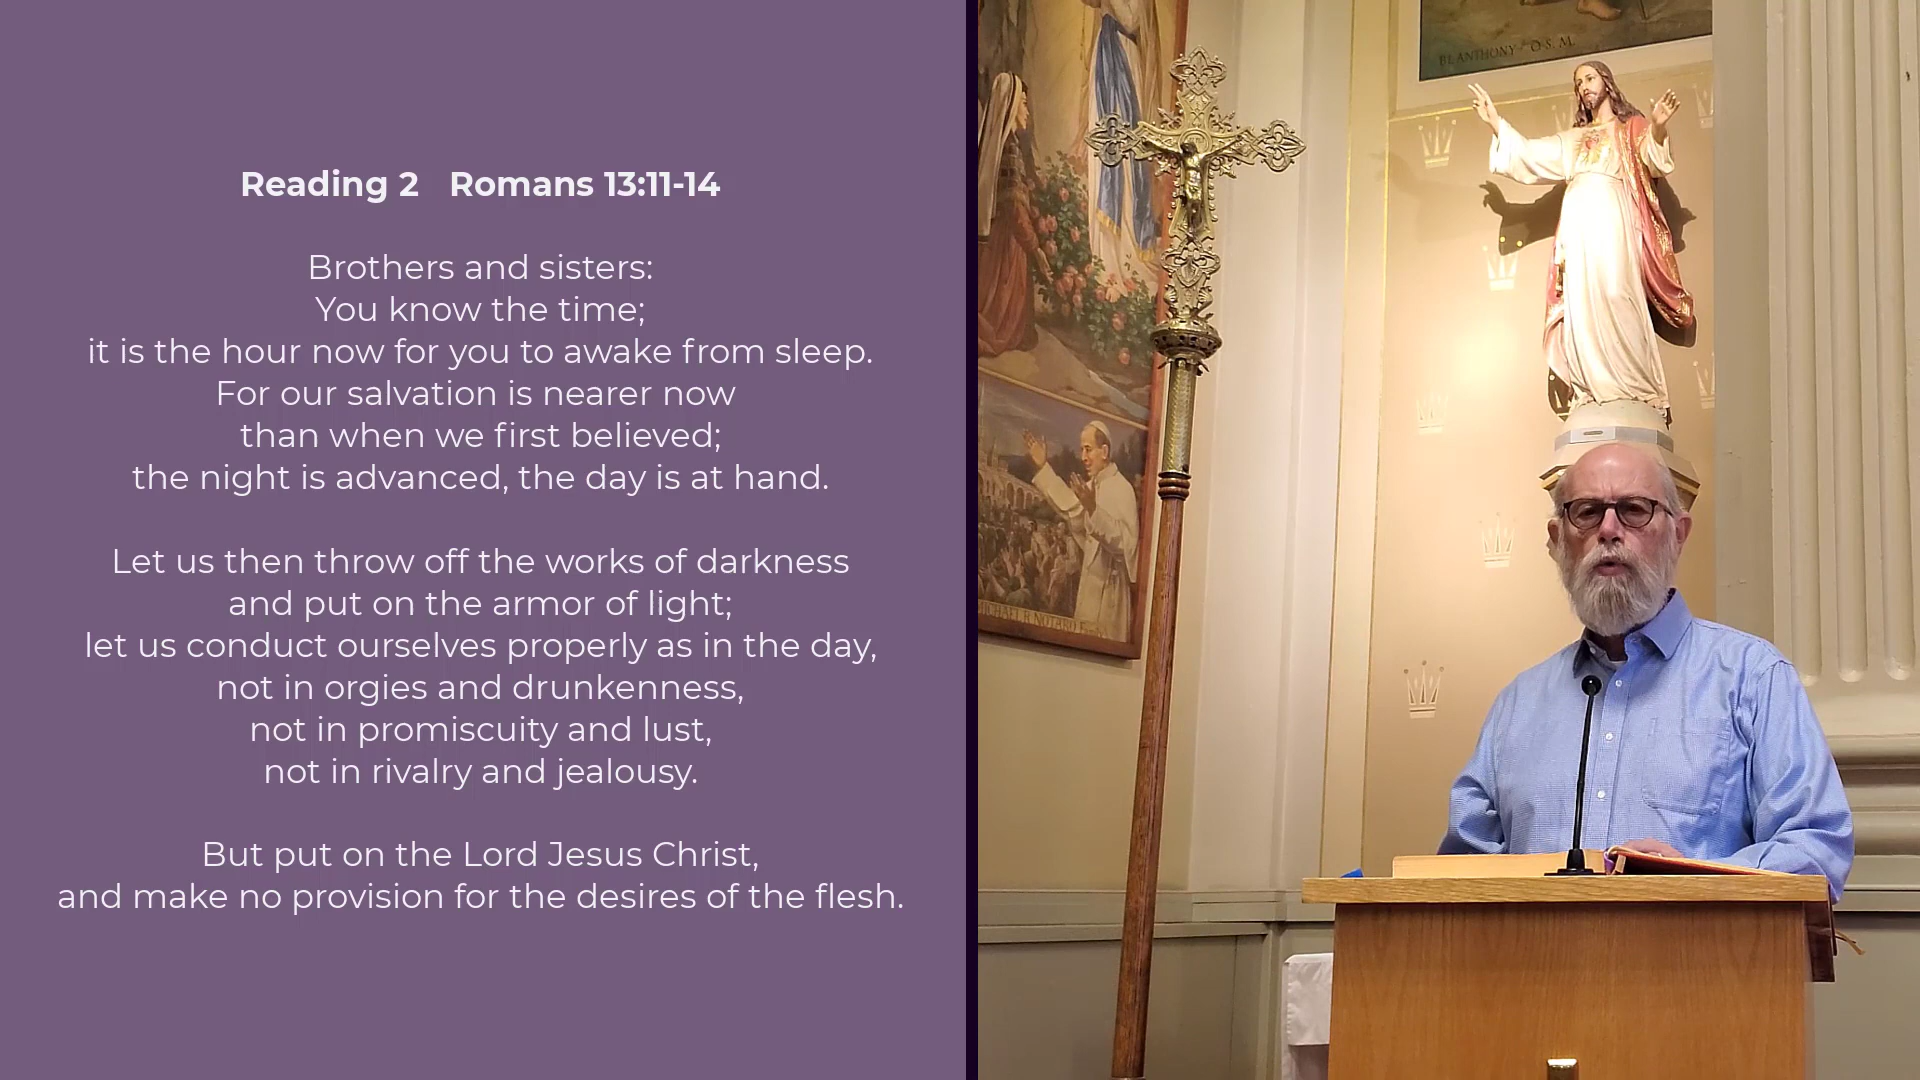 Reading 2 Romans 13:11-14
Brothers and sisters:
You know the time;
it is the hour now for you to awake from sleep.
For our salvation is nearer now
than when we first believed;
the night is advanced, the day is at hand.
Let us then throw off the works of darkness
and put on the armor of light;
let us conduct ourselves properly as in the day,
not in orgies and drunkenness,
not in promiscuity and lust,
not in rivalry and jealousy.
But put on the Lord Jesus Christ,
and make no provision for the desires of the flesh.
BL ANTHONY O.S.M.
MICHAEL R NOTARO